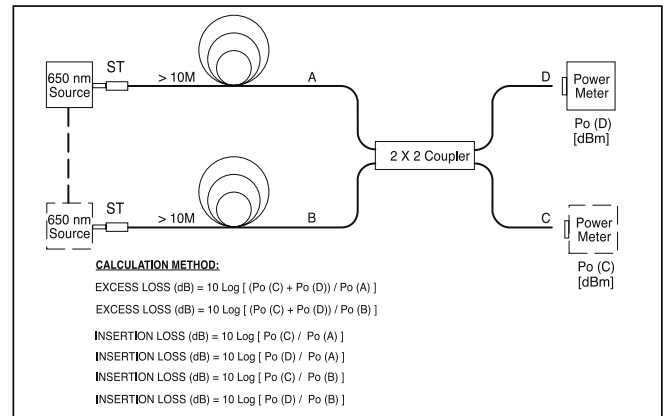 650 nm
Source
ST
> 10M
A
D
Power
Meter
Po (D)
[dBm]
2 X 2 Coupler
650 nm
Source
ST
> 10M
B
C
Power
Meter
Po (C)
[dBm]
CALCULATION METHOD:
EXCESS LOSS (dB) = 10 Log [ (Po (C) + Po (D)) / Po (A) ]
EXCESS LOSS (dB) = 10 Log [ (Po (C) + Po (D)) / Po (B) ]
INSERTION LOSS (dB) = 10 Log [ Po (C) / Po (A) ]
INSERTION LOSS (dB) = 10 Log [ Po (D) / Po (A) ]
INSERTION LOSS (dB) = 10 Log [ Po (C) / Po (B) ]
INSERTION LOSS (dB) = 10 Log [ Po (D) / Po (B) ]